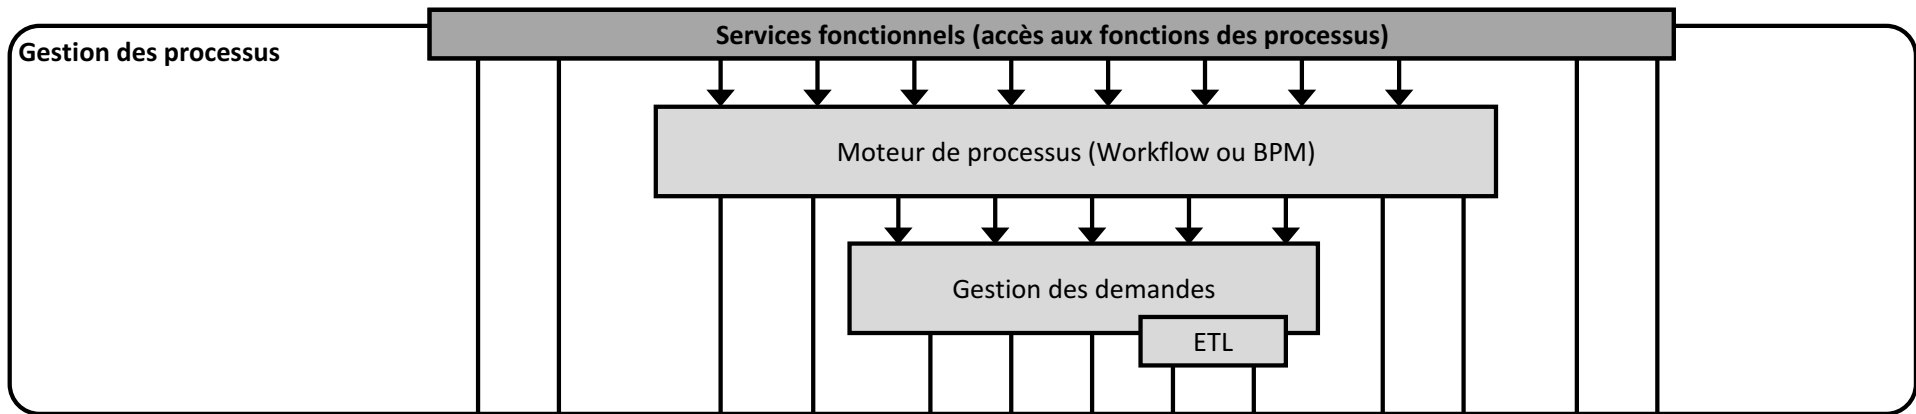 Services fonctionnels (accès aux fonctions des processus)
Gestion des processus
Moteur de processus (Workflow ou BPM)
Gestion des demandes
ETL